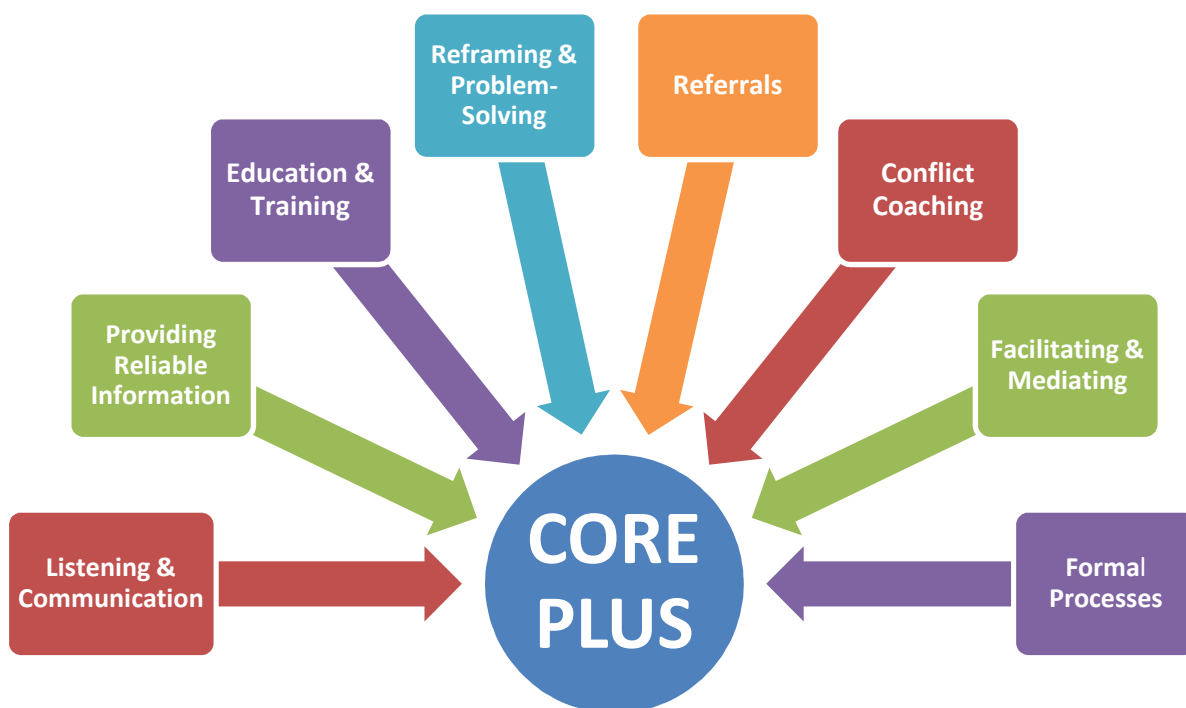 Reframing &
Problem-
Solving
Referrals
Education &
Training
Conflict
Coaching
Providing
Reliable
Information
Facilitating &
Mediating
Listening &
Communication
CORE
PLUS
Formal
Processes